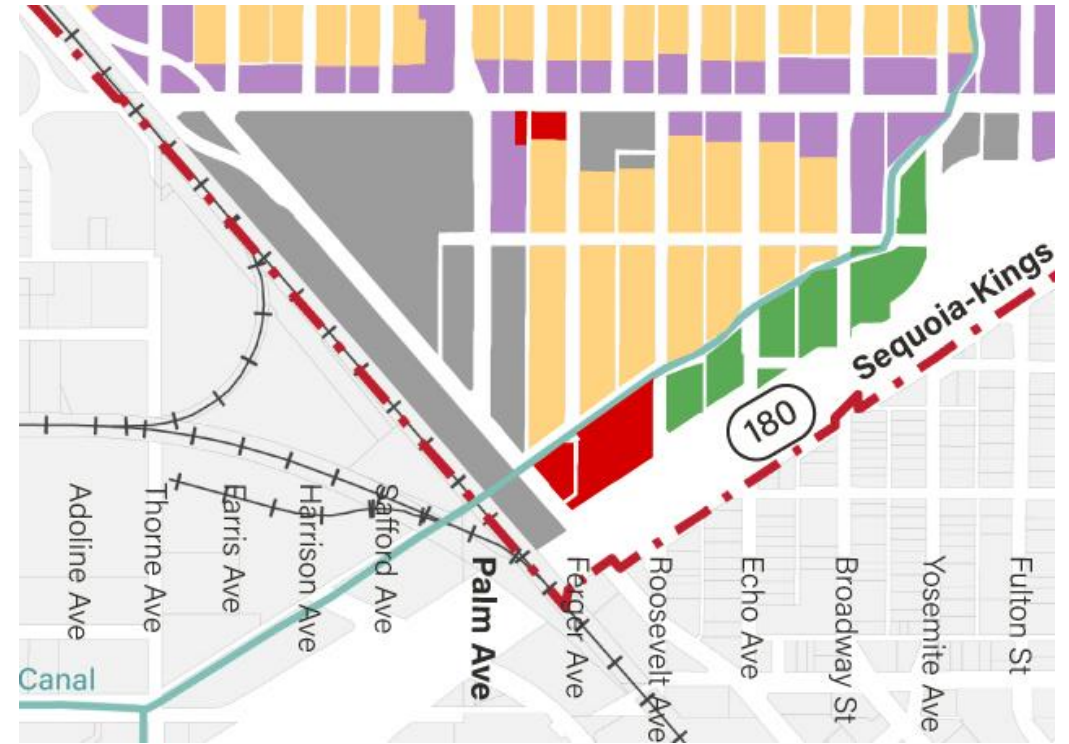 Sequoia-Kings
180
Adoline Ave
Thorne Ave
Farris Ave
Harrison Ave
Safford Ave
Palm Ave
Ferger Ave
Roosevelt Ave
Echo Ave
Broadway St
Yosemite Ave
Fulton St
Canal